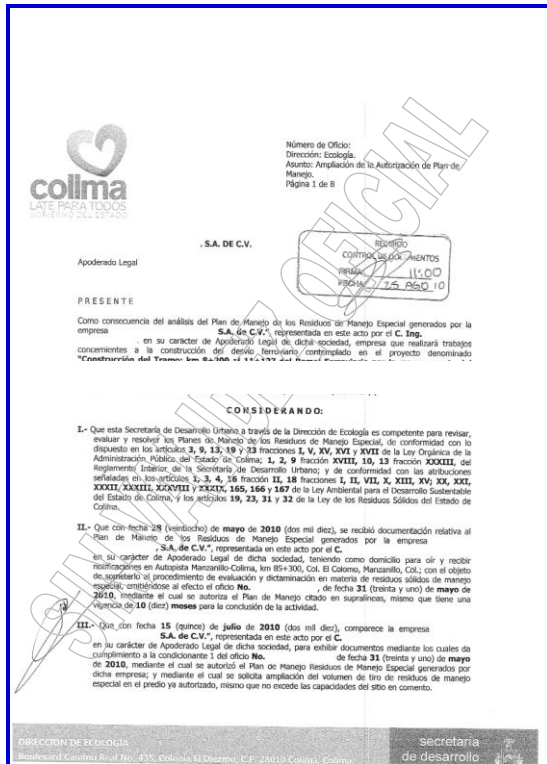 Número de Oficio:
Dirección: Ecología.
Asunto: Ampliación de la Autorización de Plan de
Manejo.
Página 1 de 8
colima
LATE PARA TODOS
GOBIERNO DEL ESTADO
, S.A. DE C.V.
Apoderado Legal
RECIBIDO
CONTROL DE DOCUMENTOS
FIRMA: 11:00
FECHA: 25 AGO 10
PRESENTE
Como consecuencia del análisis del Plan de Manejo de los Residuos de Manejo Especial generados por la
empresa S.A. de C.V.", representada en este acto por el C. Ing.
. en su carácter de Apoderado Legal de dicha sociedad, empresa que realizará trabajos
concernientes a la construcción del desvío ferroviario contemplado en el proyecto denominado
"Construcción del Tramo: km 8+300 al 11+127 del Ramal Ferroviario
CONSIDERANDO:
I.- Que esta Secretaría de Desarrollo Urbano a través de la Dirección de Ecología es competente para revisar,
evaluar y resolver los Planes de Manejo de los Residuos de Manejo Especial, de conformidad con lo
dispuesto en los artículos 3, 9, 13, 19 y 23 fracciones I, V, XV, XVI y XVII de la Ley Orgánica de la
Administración Pública del Estado de Colima; 1, 2, 9 fracción XVIII, 10, 13 fracción XXXIII, del
Reglamento Interior de la Secretaría de Desarrollo Urbano; y de conformidad con las atribuciones
señaladas en los artículos 1, 3, 4, 16 fracción II, 18 fracciones I, II, VII, X, XIII, XV; XX, XXI,
XXXII, XXXIII, XXXVIII y XXXIX, 165, 166 y 167 de la Ley Ambiental para el Desarrollo Sustentable
del Estado de Colima, y los artículos 19, 23, 31 y 32 de la Ley de los Residuos Sólidos del Estado de
Colima.
II.- Que con fecha 28 (veintiocho) de mayo de 2010 (dos mil diez), se recibió documentación relativa al
Plan de Manejo de los Residuos de Manejo Especial generados por la empresa
, S.A. de C.V.", representada en este acto por el C.
en su carácter de Apoderado Legal de dicha sociedad, teniendo como domicilio para oír y recibir
notificaciones en Autopista Manzanillo-Colima, km 85+300, Col. El Colomo, Manzanillo, Col.; con el objeto
de someterlo al procedimiento de evaluación y dictaminación en materia de residuos sólidos de manejo
especial, emitiéndose al efecto el oficio No. , de fecha 31 (treinta y uno) de mayo de
2010, mediante el cual se autoriza el Plan de Manejo citado en supralíneas, mismo que tiene una
vigencia de 10 (diez) meses para la conclusión de la actividad.
III.- Que con fecha 15 (quince) de julio de 2010 (dos mil diez), comparece la empresa
S.A. de C.V.", representada en este acto por el C.
en su carácter de Apoderado Legal de dicha sociedad, para exhibir documentos mediante los cuales da
cumplimiento a la condicionante 1 del oficio No. de fecha 31 (treinta y uno) de mayo
de 2010, mediante el cual se autorizó el Plan de Manejo Residuos de Manejo Especial generados por
dicha empresa; y mediante el cual se solicita ampliación del volumen de tiro de residuos de manejo
especial en el predio ya autorizado, mismo que no excede las capacidades del sitio en comento.
SIN VALIDEZ OFICIAL
DIRECCIÓN DE ECOLOGÍA
Boulevard Camino Real No. 435, Colonia El Diezmo, C.P. 28010 Colima, Colima
secretaría
de desarrollo